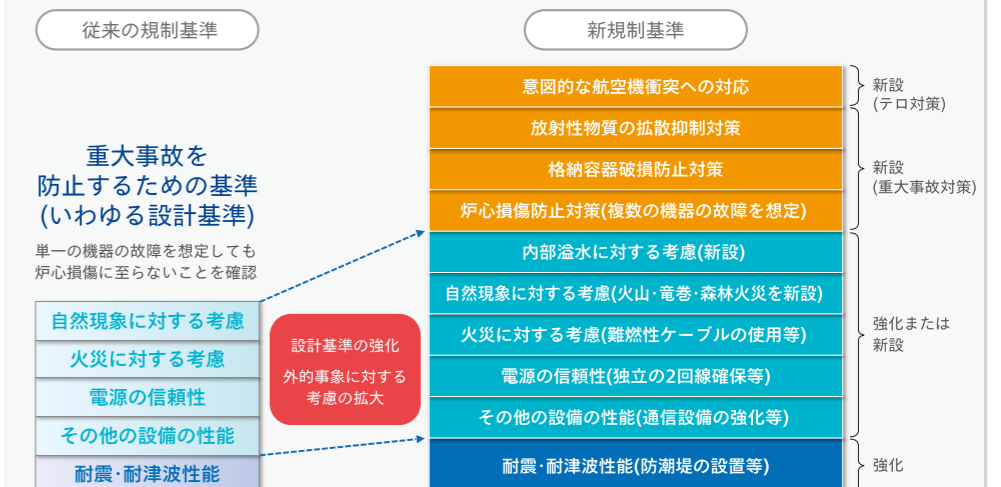 従来の規制基準
新規制基準
重大事故を
防止するための基準
(いわゆる設計基準)
単一の機器の故障を想定しても
炉心損傷に至らないことを確認
自然現象に対する考慮
火災に対する考慮
電源の信頼性
その他の設備の性能
耐震・耐津波性能
設計基準の強化
外的事象に対する
考慮の拡大
意図的な航空機衝突への対応
放射性物質の拡散抑制対策
格納容器破損防止対策
炉心損傷防止対策(複数の機器の故障を想定)
内部溢水に対する考慮(新設)
自然現象に対する考慮(火山・竜巻・森林火災を新設)
火災に対する考慮(難燃性ケーブルの使用等)
電源の信頼性(独立の2回線確保等)
その他の設備の性能(通信設備の強化等)
耐震・耐津波性能(防潮堤の設置等)
新設
(テロ対策)
新設
(重大事故対策)
強化または
新設
強化